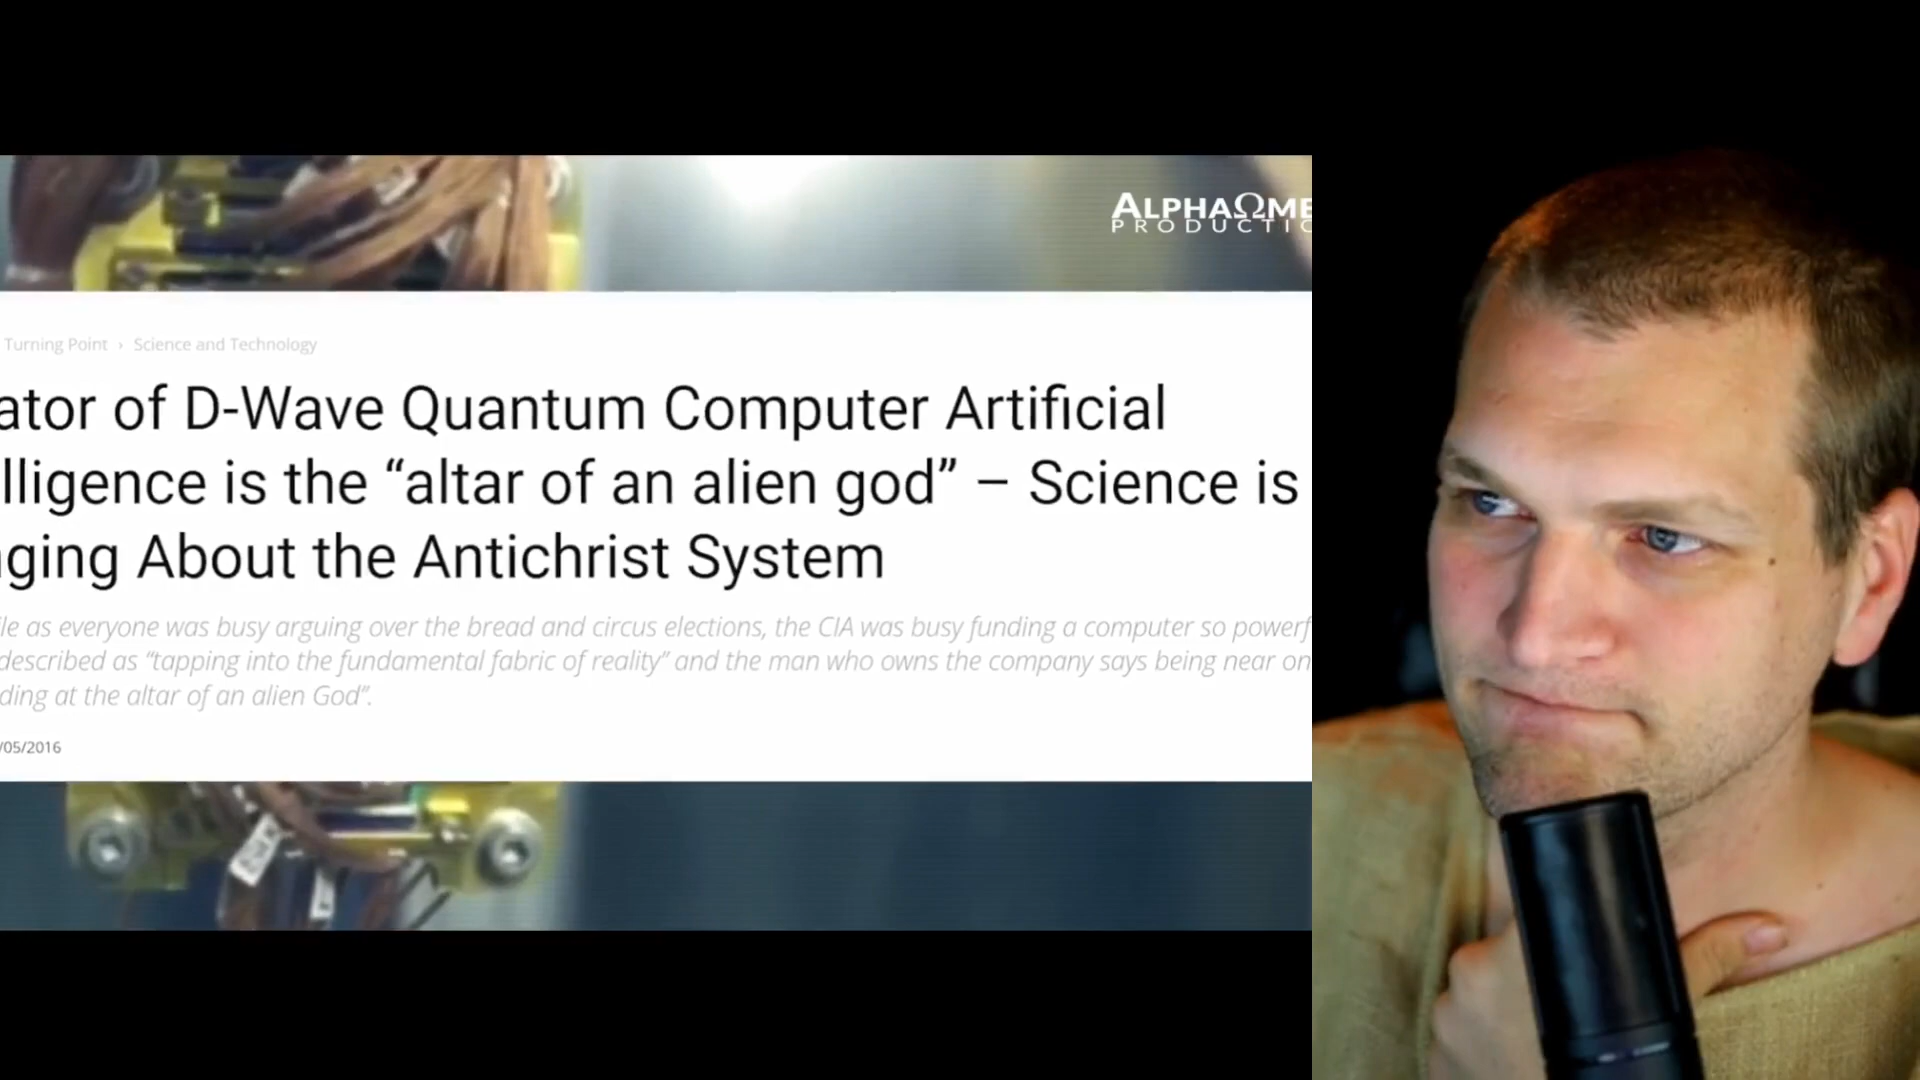 ALPHAΩME
PRODUCTIO
Turning Point › Science and Technology
ator of D-Wave Quantum Computer Artificial
lligence is the “altar of an alien god” – Science is
ging About the Antichrist System
ile as everyone was busy arguing over the bread and circus elections, the CIA was busy funding a computer so powerf
described as “tapping into the fundamental fabric of reality” and the man who owns the company says being near on
ding at the altar of an alien God”.
/05/2016